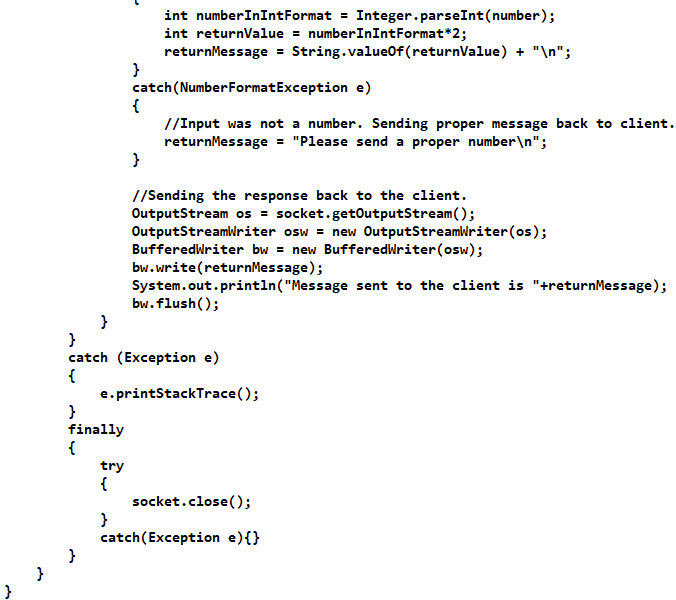 {
int numberInIntFormat = Integer.parseInt(number);
int returnValue = numberInIntFormat*2;
returnMessage = String.valueOf(returnValue) + "\n";
}
catch(NumberFormatException e)
{
//Input was not a number. Sending proper message back to client.
returnMessage = "Please send a proper number\n";
}
//Sending the response back to the client.
OutputStream os = socket.getOutputStream();
OutputStreamWriter osw = new OutputStreamWriter(os);
BufferedWriter bw = new BufferedWriter(osw);
bw.write(returnMessage);
System.out.println("Message sent to the client is "+returnMessage);
bw.flush();
}
}
catch (Exception e)
{
e.printStackTrace();
}
finally
{
try
{
socket.close();
}
catch(Exception e){}
}
}
}